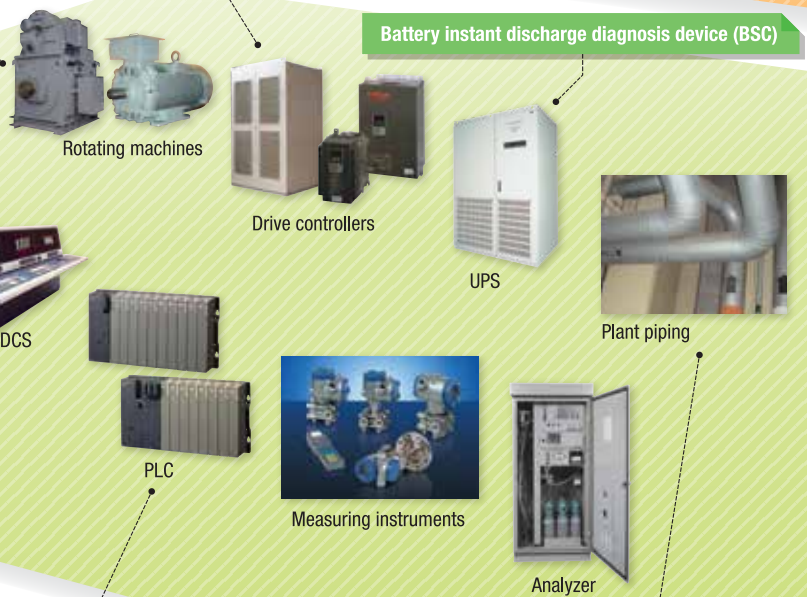 Battery instant discharge diagnosis device (BSC)
Rotating machines
Drive controllers
UPS
Plant piping
DCS
PLC
Measuring instruments
Analyzer